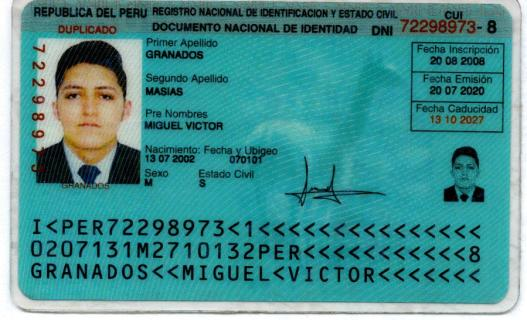 REPUBLICA DEL PERU REGISTRO NACIONAL DE IDENTIFICACION Y ESTADO CIVIL CUI
DUPLICADO DOCUMENTO NACIONAL DE IDENTIDAD DNI 72298973-8
72298973
Primer Apellido
GRANADOS
Segundo Apellido
MASIAS
Pre Nombres
MIGUEL VICTOR
Nacimiento: Fecha y Ubigeo
13 07 2002 070101
Sexo Estado Civil
M S
Fecha Inscripción
20 08 2008
Fecha Emisión
20 07 2020
Fecha Caducidad
13 10 2027
GRANADOS
I<PER72298973<1<<<<<<<<<<<<<<<
0207131M2710132PER<<<<<<<<<<<8
GRANADOS<<MIGUEL<VICTOR<<<<<<<